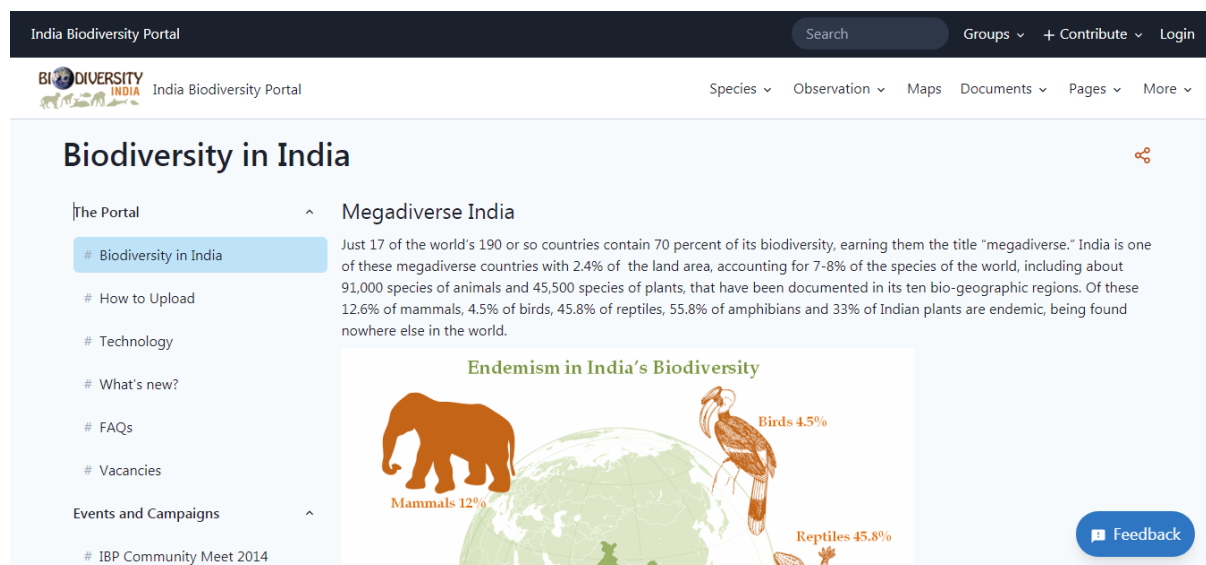 India Biodiversity Portal
Search
Groups
+ Contribute
Login
BIODIVERSITY
INDIA
India Biodiversity Portal
Species
Observation
Maps
Documents
Pages
More
Biodiversity in India
The Portal
# Biodiversity in India
# How to Upload
# Technology
# What's new?
# FAQs
# Vacancies
Events and Campaigns
# IBP Community Meet 2014
Megadiverse India
Just 17 of the world's 190 or so countries contain 70 percent of its biodiversity, earning them the title “megadiverse.” India is one
of these megadiverse countries with 2.4% of the land area, accounting for 7-8% of the species of the world, including about
91,000 species of animals and 45,500 species of plants, that have been documented in its ten bio-geographic regions. Of these
12.6% of mammals, 4.5% of birds, 45.8% of reptiles, 55.8% of amphibians and 33% of Indian plants are endemic, being found
nowhere else in the world.
Endemism in India's Biodiversity
Birds 4.5%
Mammals 12%
Reptiles 45.8%
Feedback